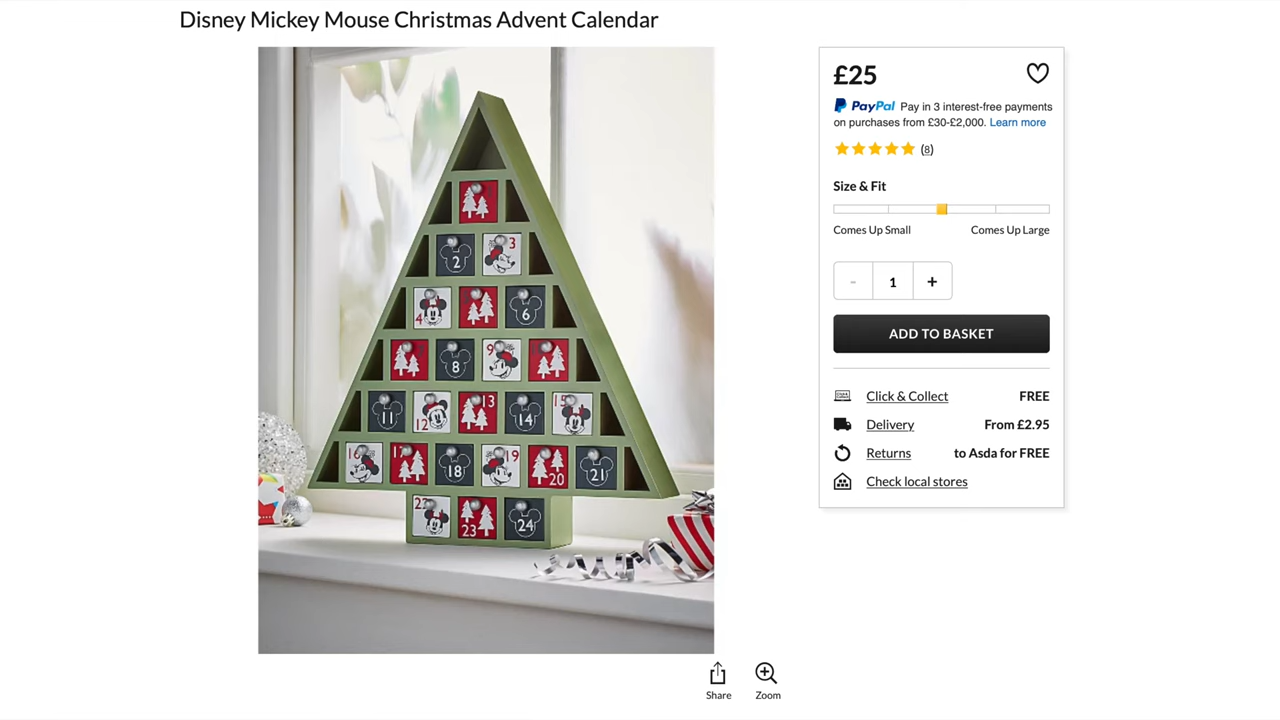 Disney Mickey Mouse Christmas Advent Calendar
£25
PayPal Pay in 3 interest-free payments
on purchases from £30-£2,000. Learn more
(8)
Size & Fit
Comes Up Small Comes Up Large
- 1 +
ADD TO BASKET
Click & Collect FREE
Delivery From £2.95
Returns to Asda for FREE
Check local stores
2 3
4 6
8 9
11 12 13 14 15
16 17 18 19 20 21
22 23 24
Share Zoom